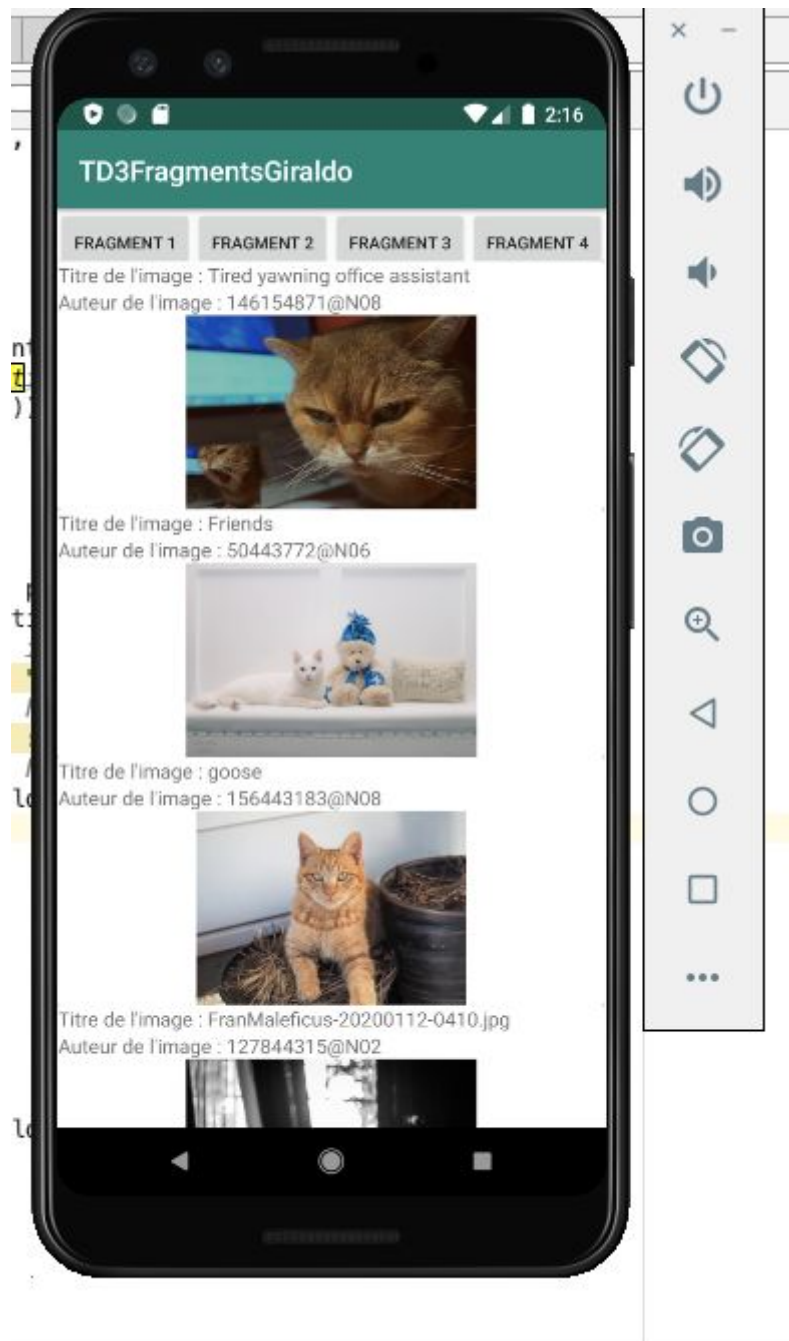 2:16
TD3FragmentsGiraldo
FRAGMENT 1 FRAGMENT 2 FRAGMENT 3 FRAGMENT 4
Titre de l'image : Tired yawning office assistant
Auteur de l'image : 146154871@N08
Titre de l'image : Friends
Auteur de l'image : 50443772@N06
Titre de l'image : goose
Auteur de l'image : 156443183@N08
Titre de l'image : FranMaleficus-20200112-0410.jpg
Auteur de l'image : 127844315@N02